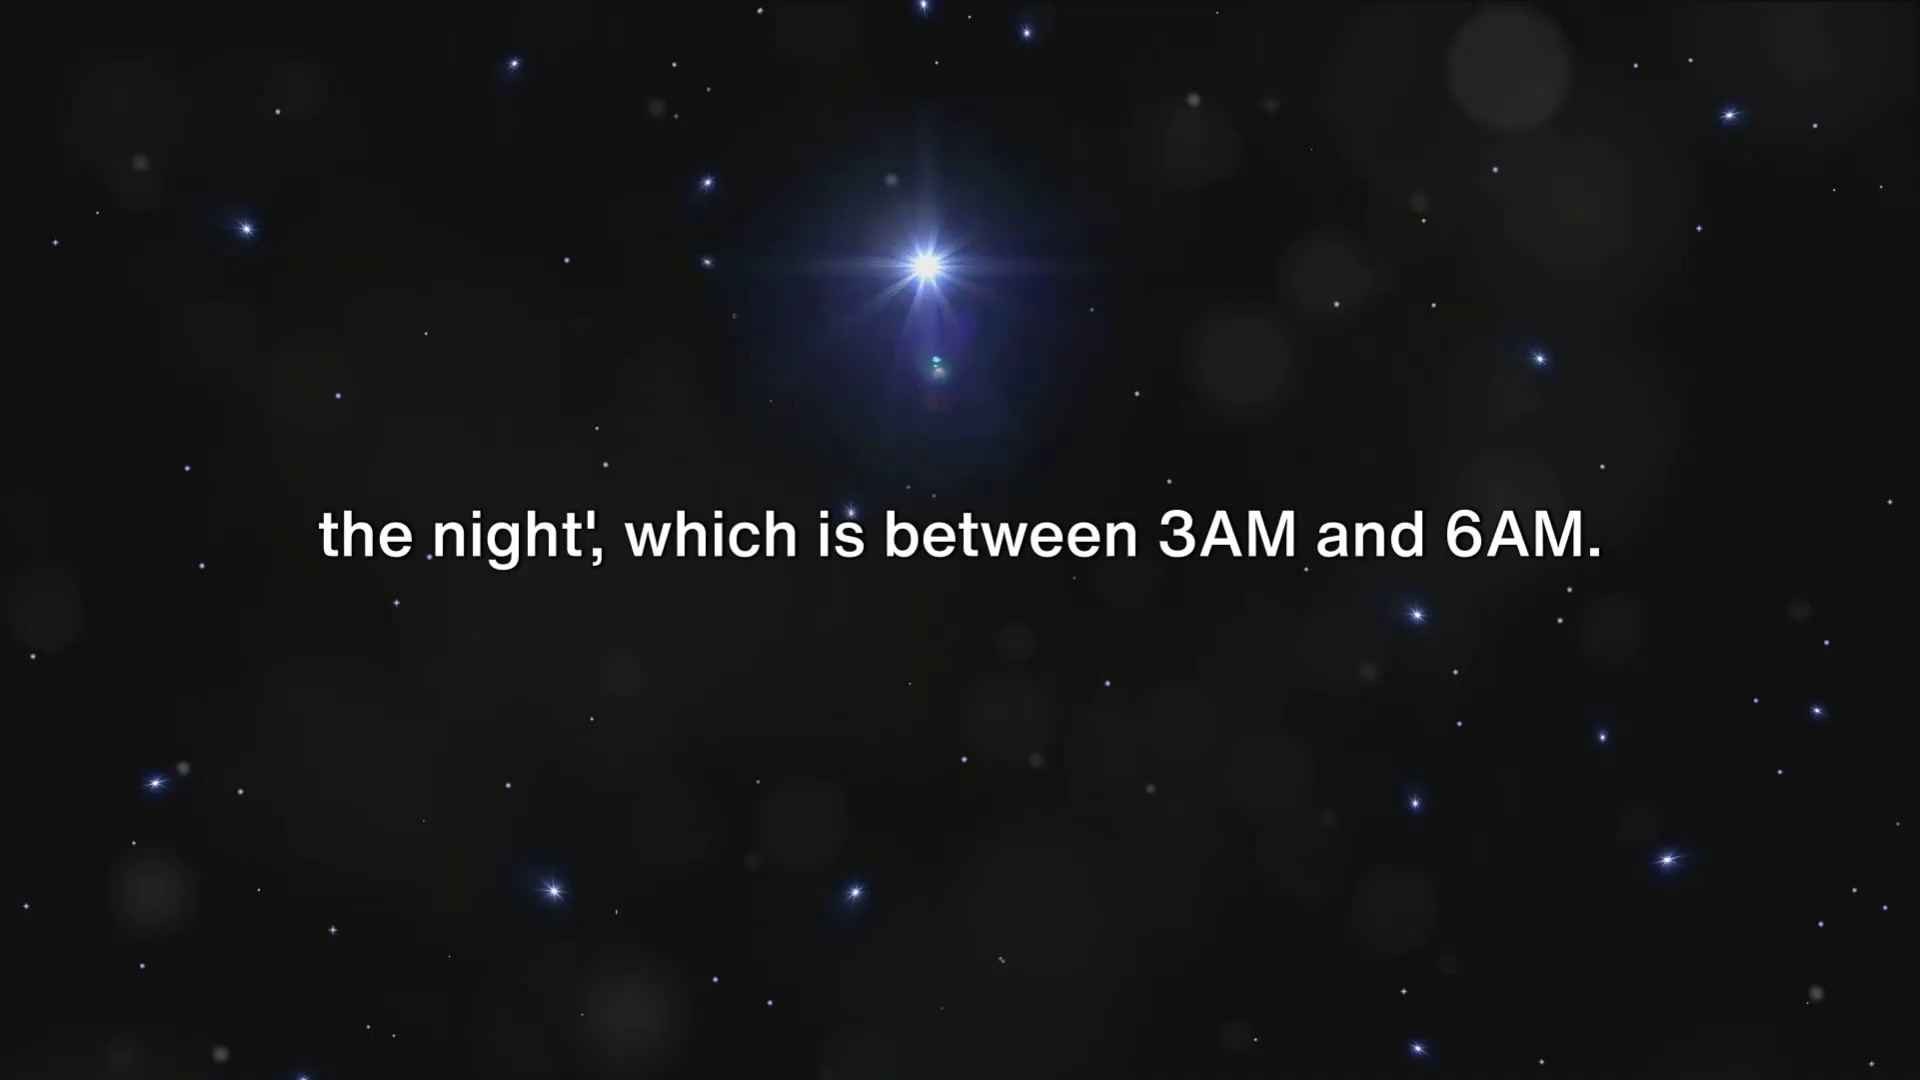 the night', which is between 3AM and 6AM.